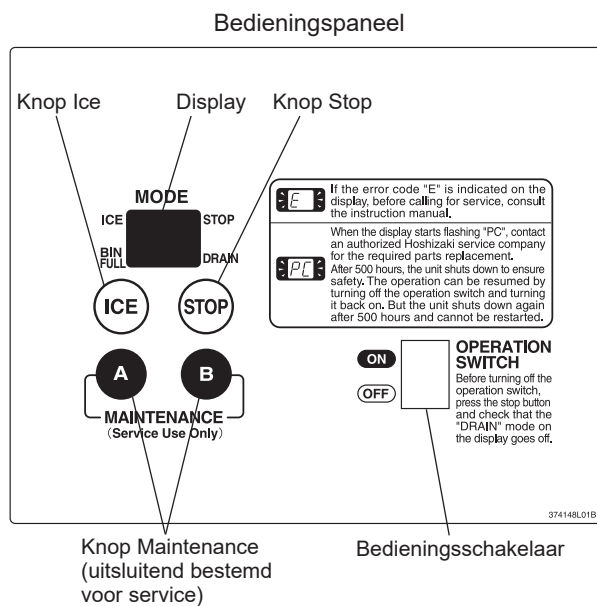 Bedieningspaneel
Knop Ice
Display
Knop Stop
MODE
ICE
STOP
BIN
FULL
DRAIN
ICE
STOP
A
B
MAINTENANCE
(Service Use Only)
E
If the error code "E" is indicated on the
display, before calling for service, consult
the instruction manual.
PC
When the display starts flashing "PC", contact
an authorized Hoshizaki service company
for the required parts replacement.
After 500 hours, the unit shuts down to ensure
safety. The operation can be resumed by
turning off the operation switch and turning
it back on. But the unit shuts down again
after 500 hours and cannot be restarted.
ON
OFF
OPERATION
SWITCH
Before turning off the
operation switch,
press the stop button
and check that the
"DRAIN" mode on
the display goes off.
374148L01B
Knop Maintenance
(uitsluitend bestemd
voor service)
Bedieningsschakelaar